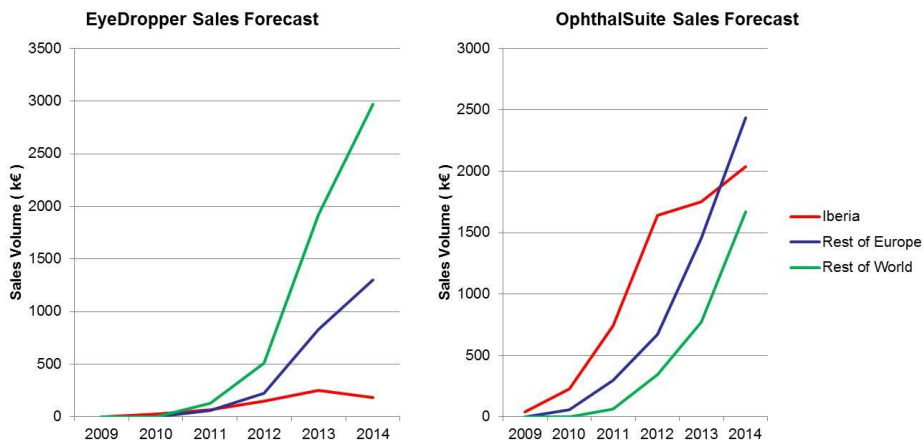 EyeDropper Sales Forecast
3500
3000
2500
2000
1500
1000
500
0
Sales Volume ( k€ )
2009 2010 2011 2012 2013 2014
OphthalSuite Sales Forecast
3000
2500
2000
1500
1000
500
0
Sales Volume ( k€ )
2009 2010 2011 2012 2013 2014
Iberia
Rest of Europe
Rest of World